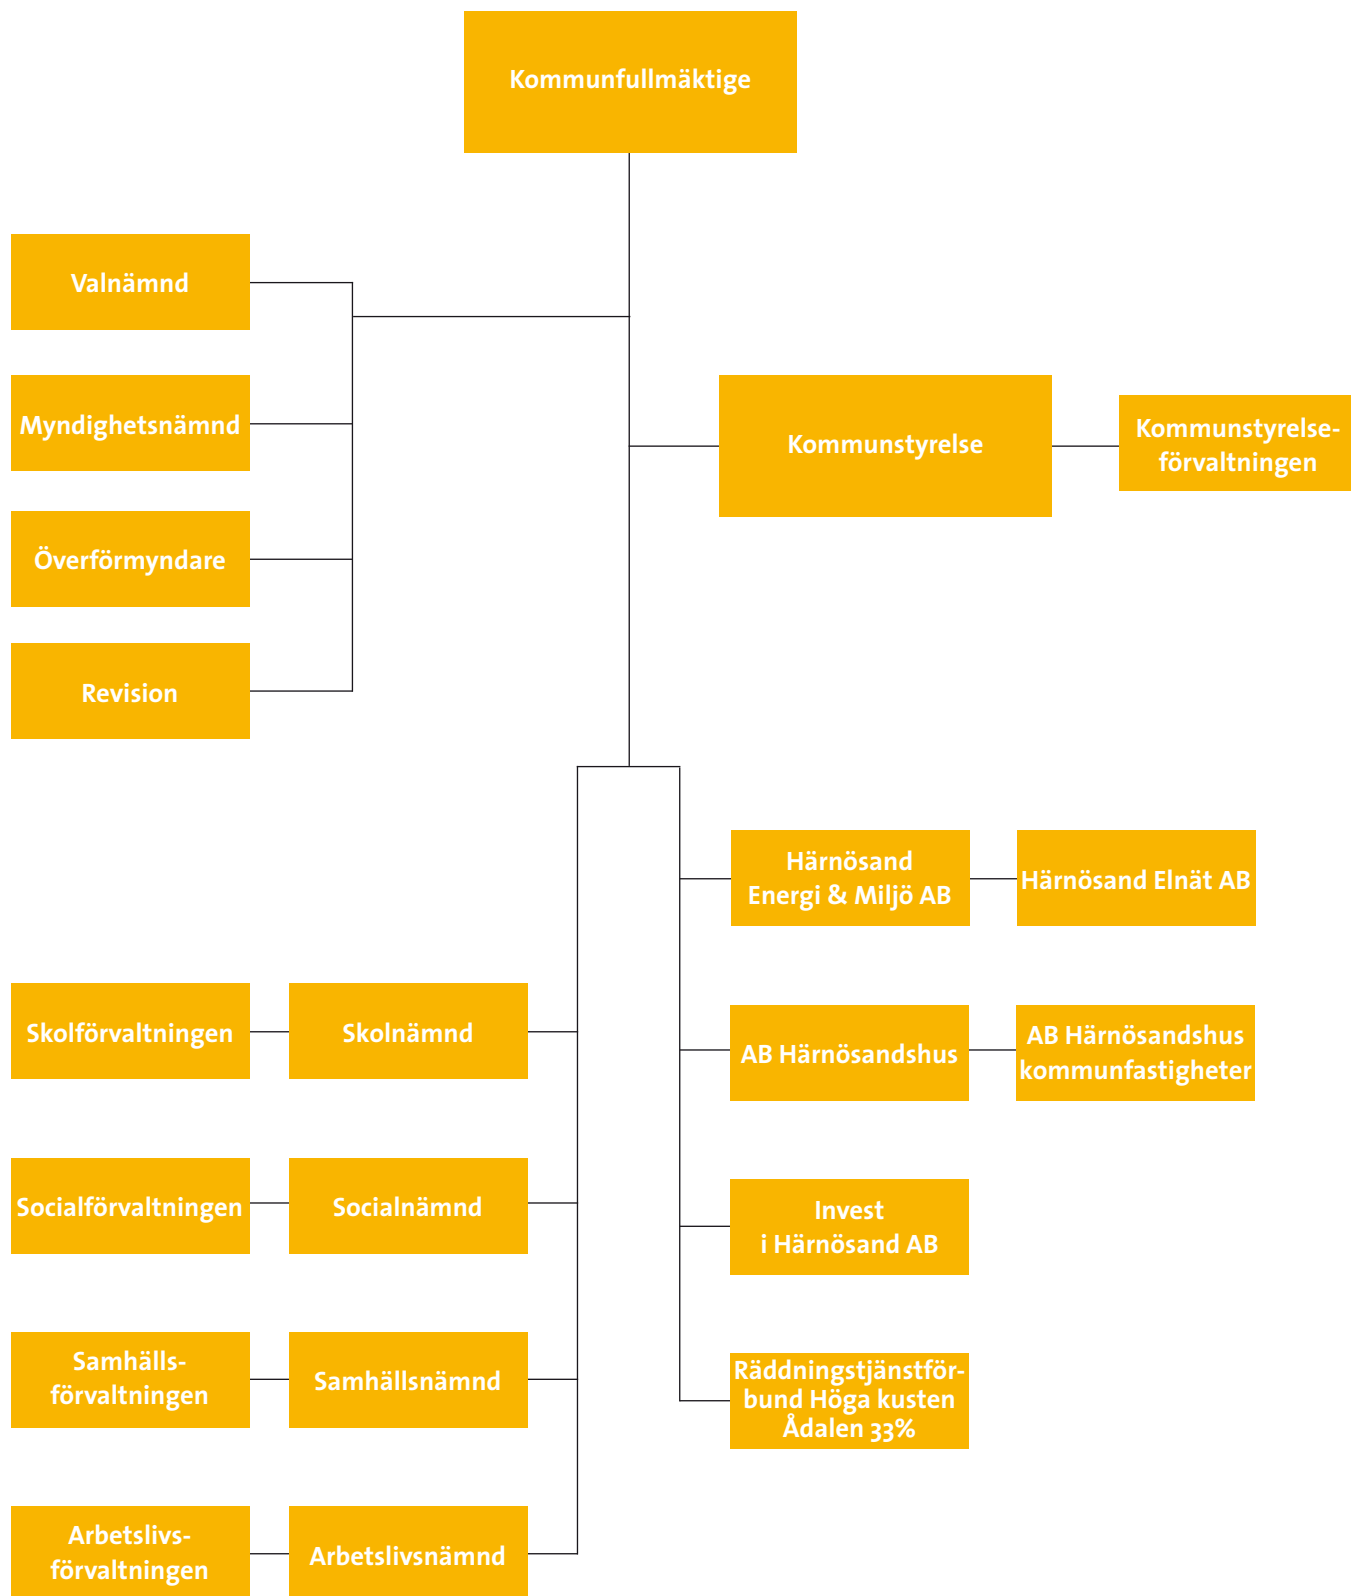 Kommunfullmäktige
Valnämnd
Myndighetsnämnd
Överförmyndare
Revision
Kommunstyrelse
Kommunstyrelse-
förvaltningen
Härnösand
Energi & Miljö AB
Härnösand Elnät AB
Skolförvaltningen
Skolnämnd
AB Härnösandshus
AB Härnösandshus
kommunfastigheter
Socialförvaltningen
Socialnämnd
Invest
i Härnösand AB
Samhälls-
förvaltningen
Samhällsnämnd
Räddningstjänstför-
bund Höga kusten
Ådalen 33%
Arbetslivs-
förvaltningen
Arbetslivsnämnd